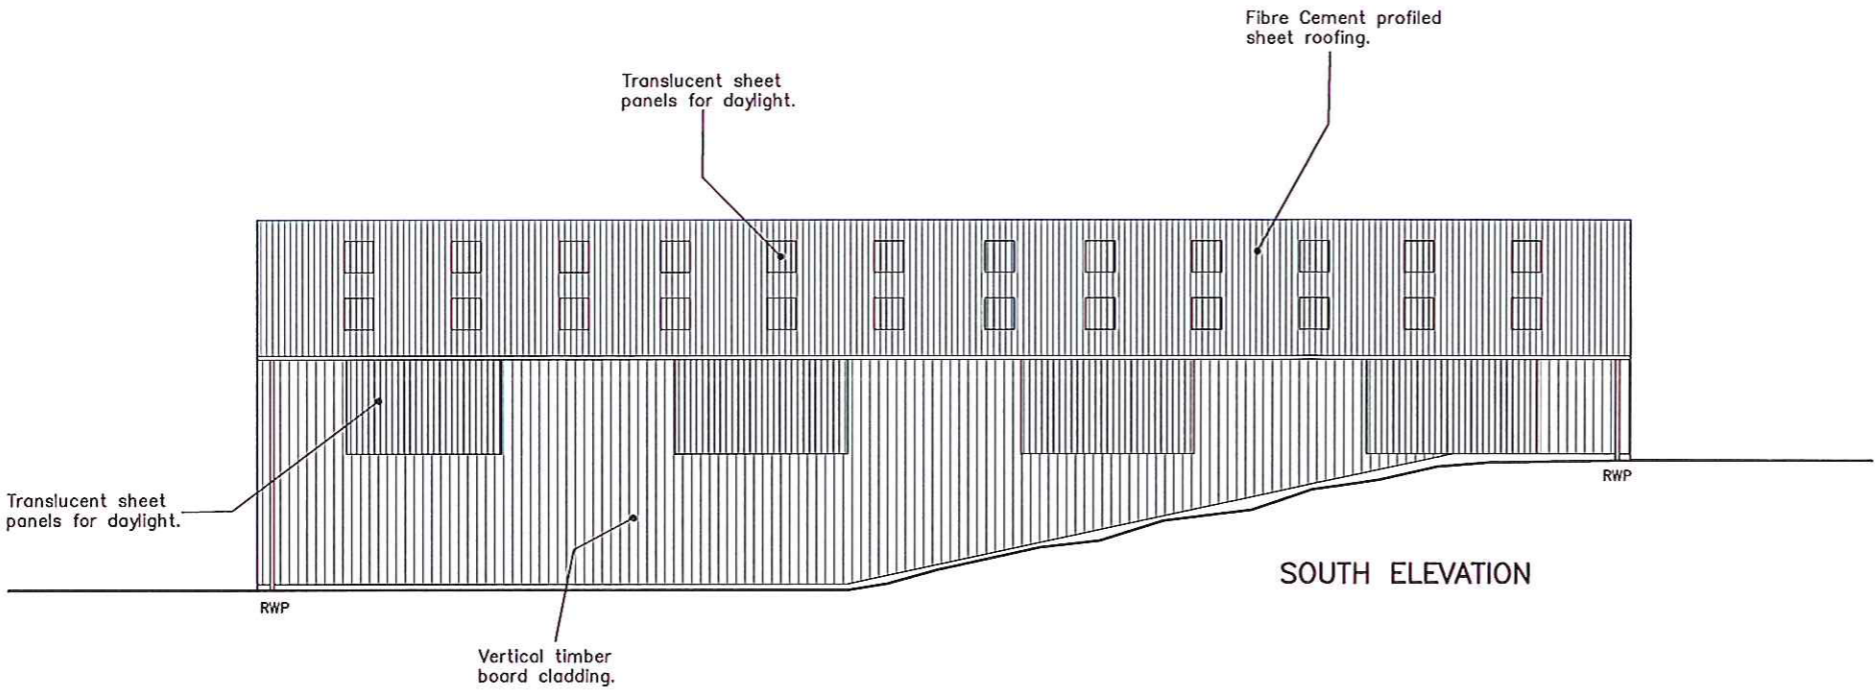 Fibre Cement profiled
sheet roofing.
Translucent sheet
panels for daylight.
Translucent sheet
panels for daylight.
RWP
SOUTH ELEVATION
RWP
Vertical timber
board cladding.